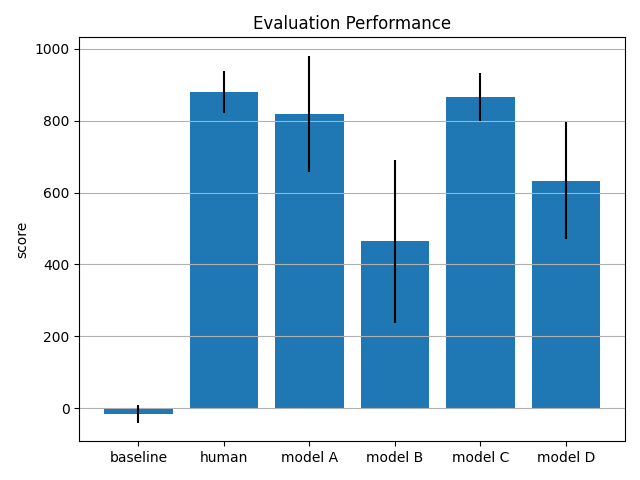 Evaluation Performance
score
1000
800
600
400
200
0
baseline
human
model A
model B
model C
model D